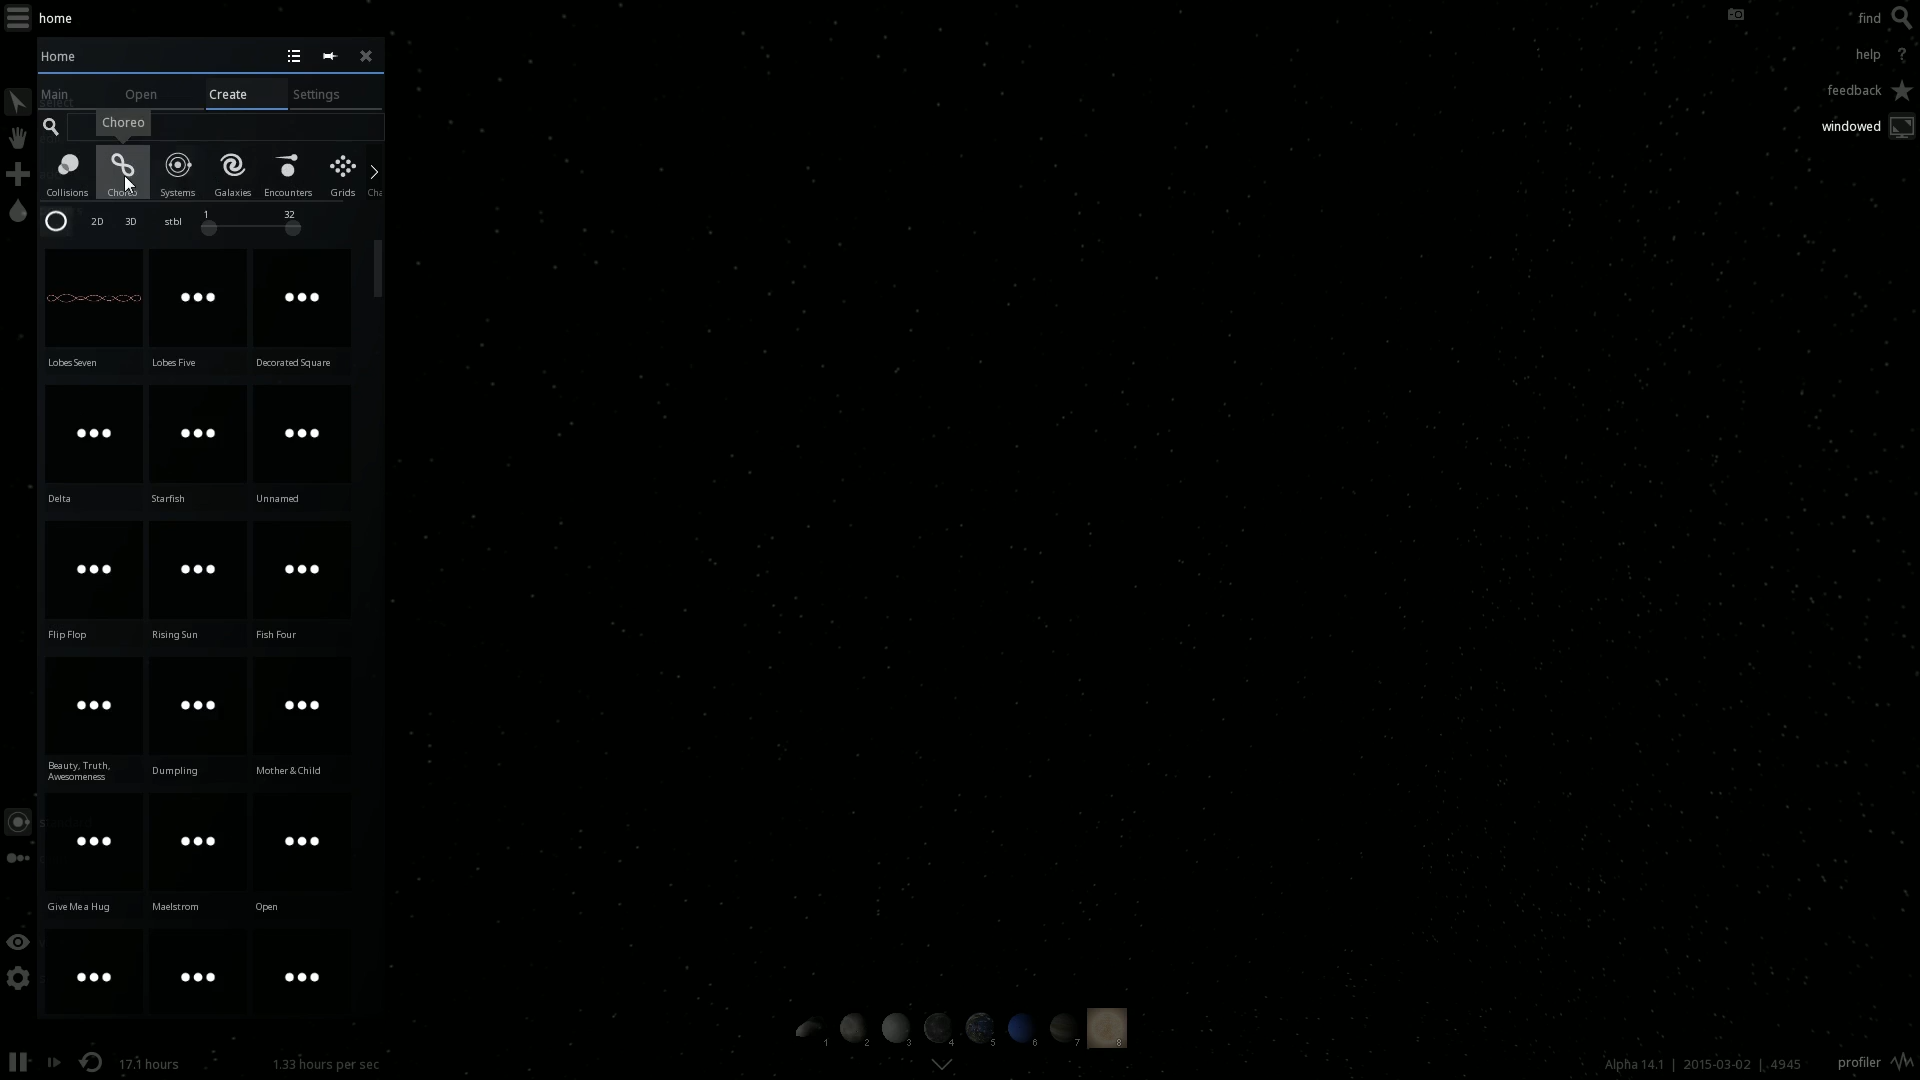 home
find
Home
help
Main
Open
Create
Settings
feedback
Choreo
windowed
Collisions
Choreo
Systems
Galaxies
Encounters
Grids
Cha
2D
3D
stbl
1
32
Lobes Seven
Lobes Five
Decorated Square
Delta
Starfish
Unnamed
Flip Flop
Rising Sun
Fish Four
Beauty, Truth,
Awesomeness
Dumpling
Mother & Child
Give Me a Hug
Maelstrom
Open
1
2
3
4
5
6
7
8
17.1 hours
1.33 hours per sec
Alpha 14.1 | 2015-03-02 | 4945
profiler